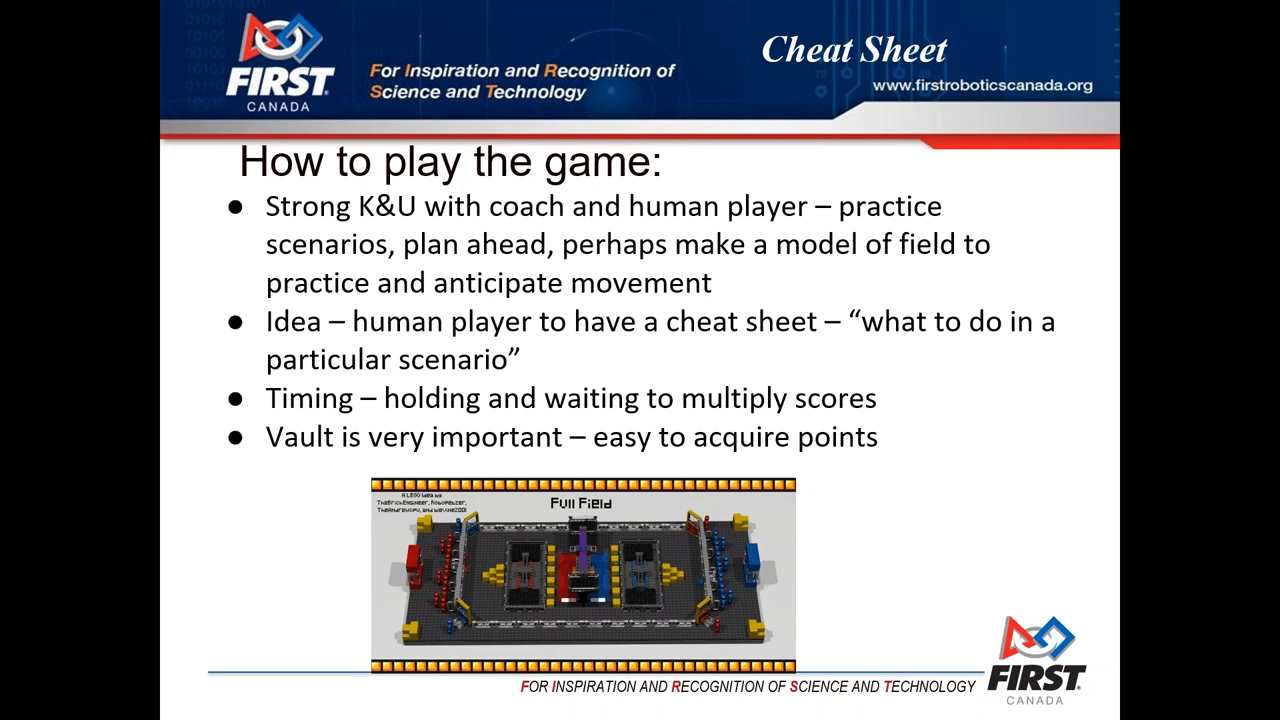 FIRST
CANADA
For Inspiration and Recognition of
Science and Technology
Cheat Sheet
www.firstroboticscanada.org
How to play the game:
● Strong K&U with coach and human player – practice
scenarios, plan ahead, perhaps make a model of field to
practice and anticipate movement
● Idea – human player to have a cheat sheet – “what to do in a
particular scenario”
● Timing – holding and waiting to multiply scores
● Vault is very important – easy to acquire points
A LEGO Idea by
TheBrickEngineer,
Full Field
FOR INSPIRATION AND RECOGNITION OF SCIENCE AND TECHNOLOGY
FIRST
CANADA